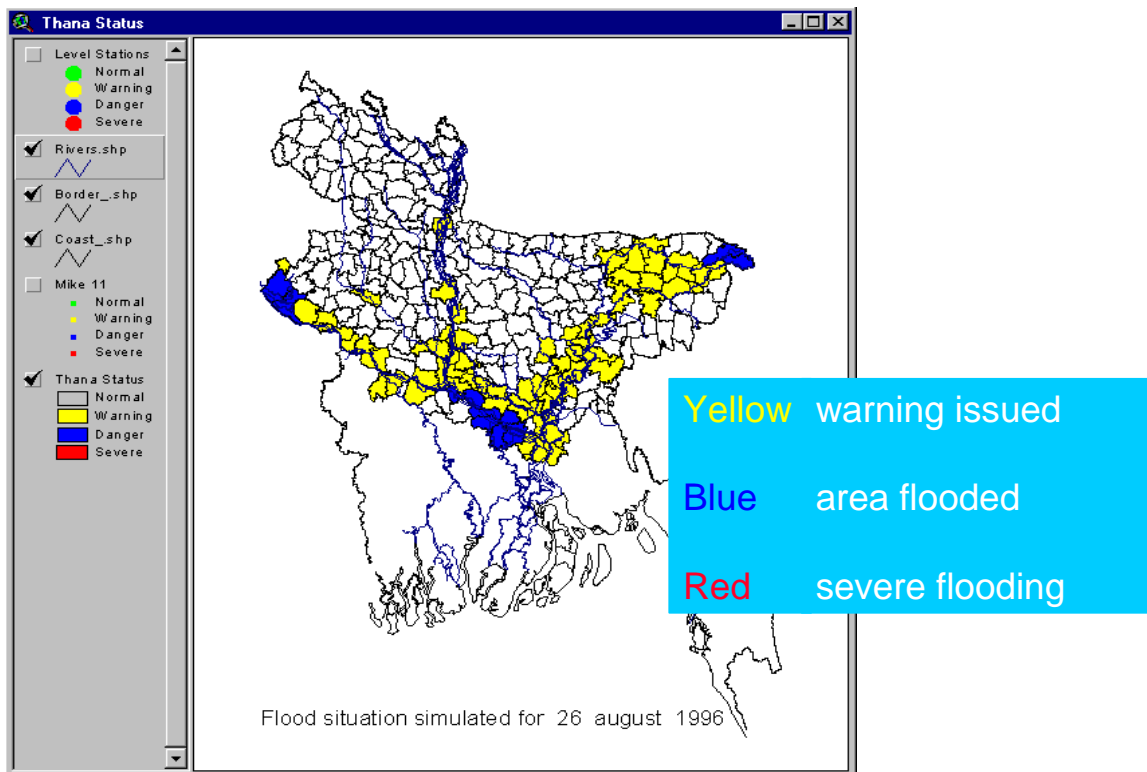 Thana Status
Level Stations
Normal
Warning
Danger
Severe
Rivers.shp
Border_.shp
Coast_.shp
Mike 11
Normal
Warning
Danger
Severe
Thana Status
Normal
Warning
Danger
Severe
Yellow warning issued
Blue area flooded
Red severe flooding
Flood situation simulated for 26 august 1996